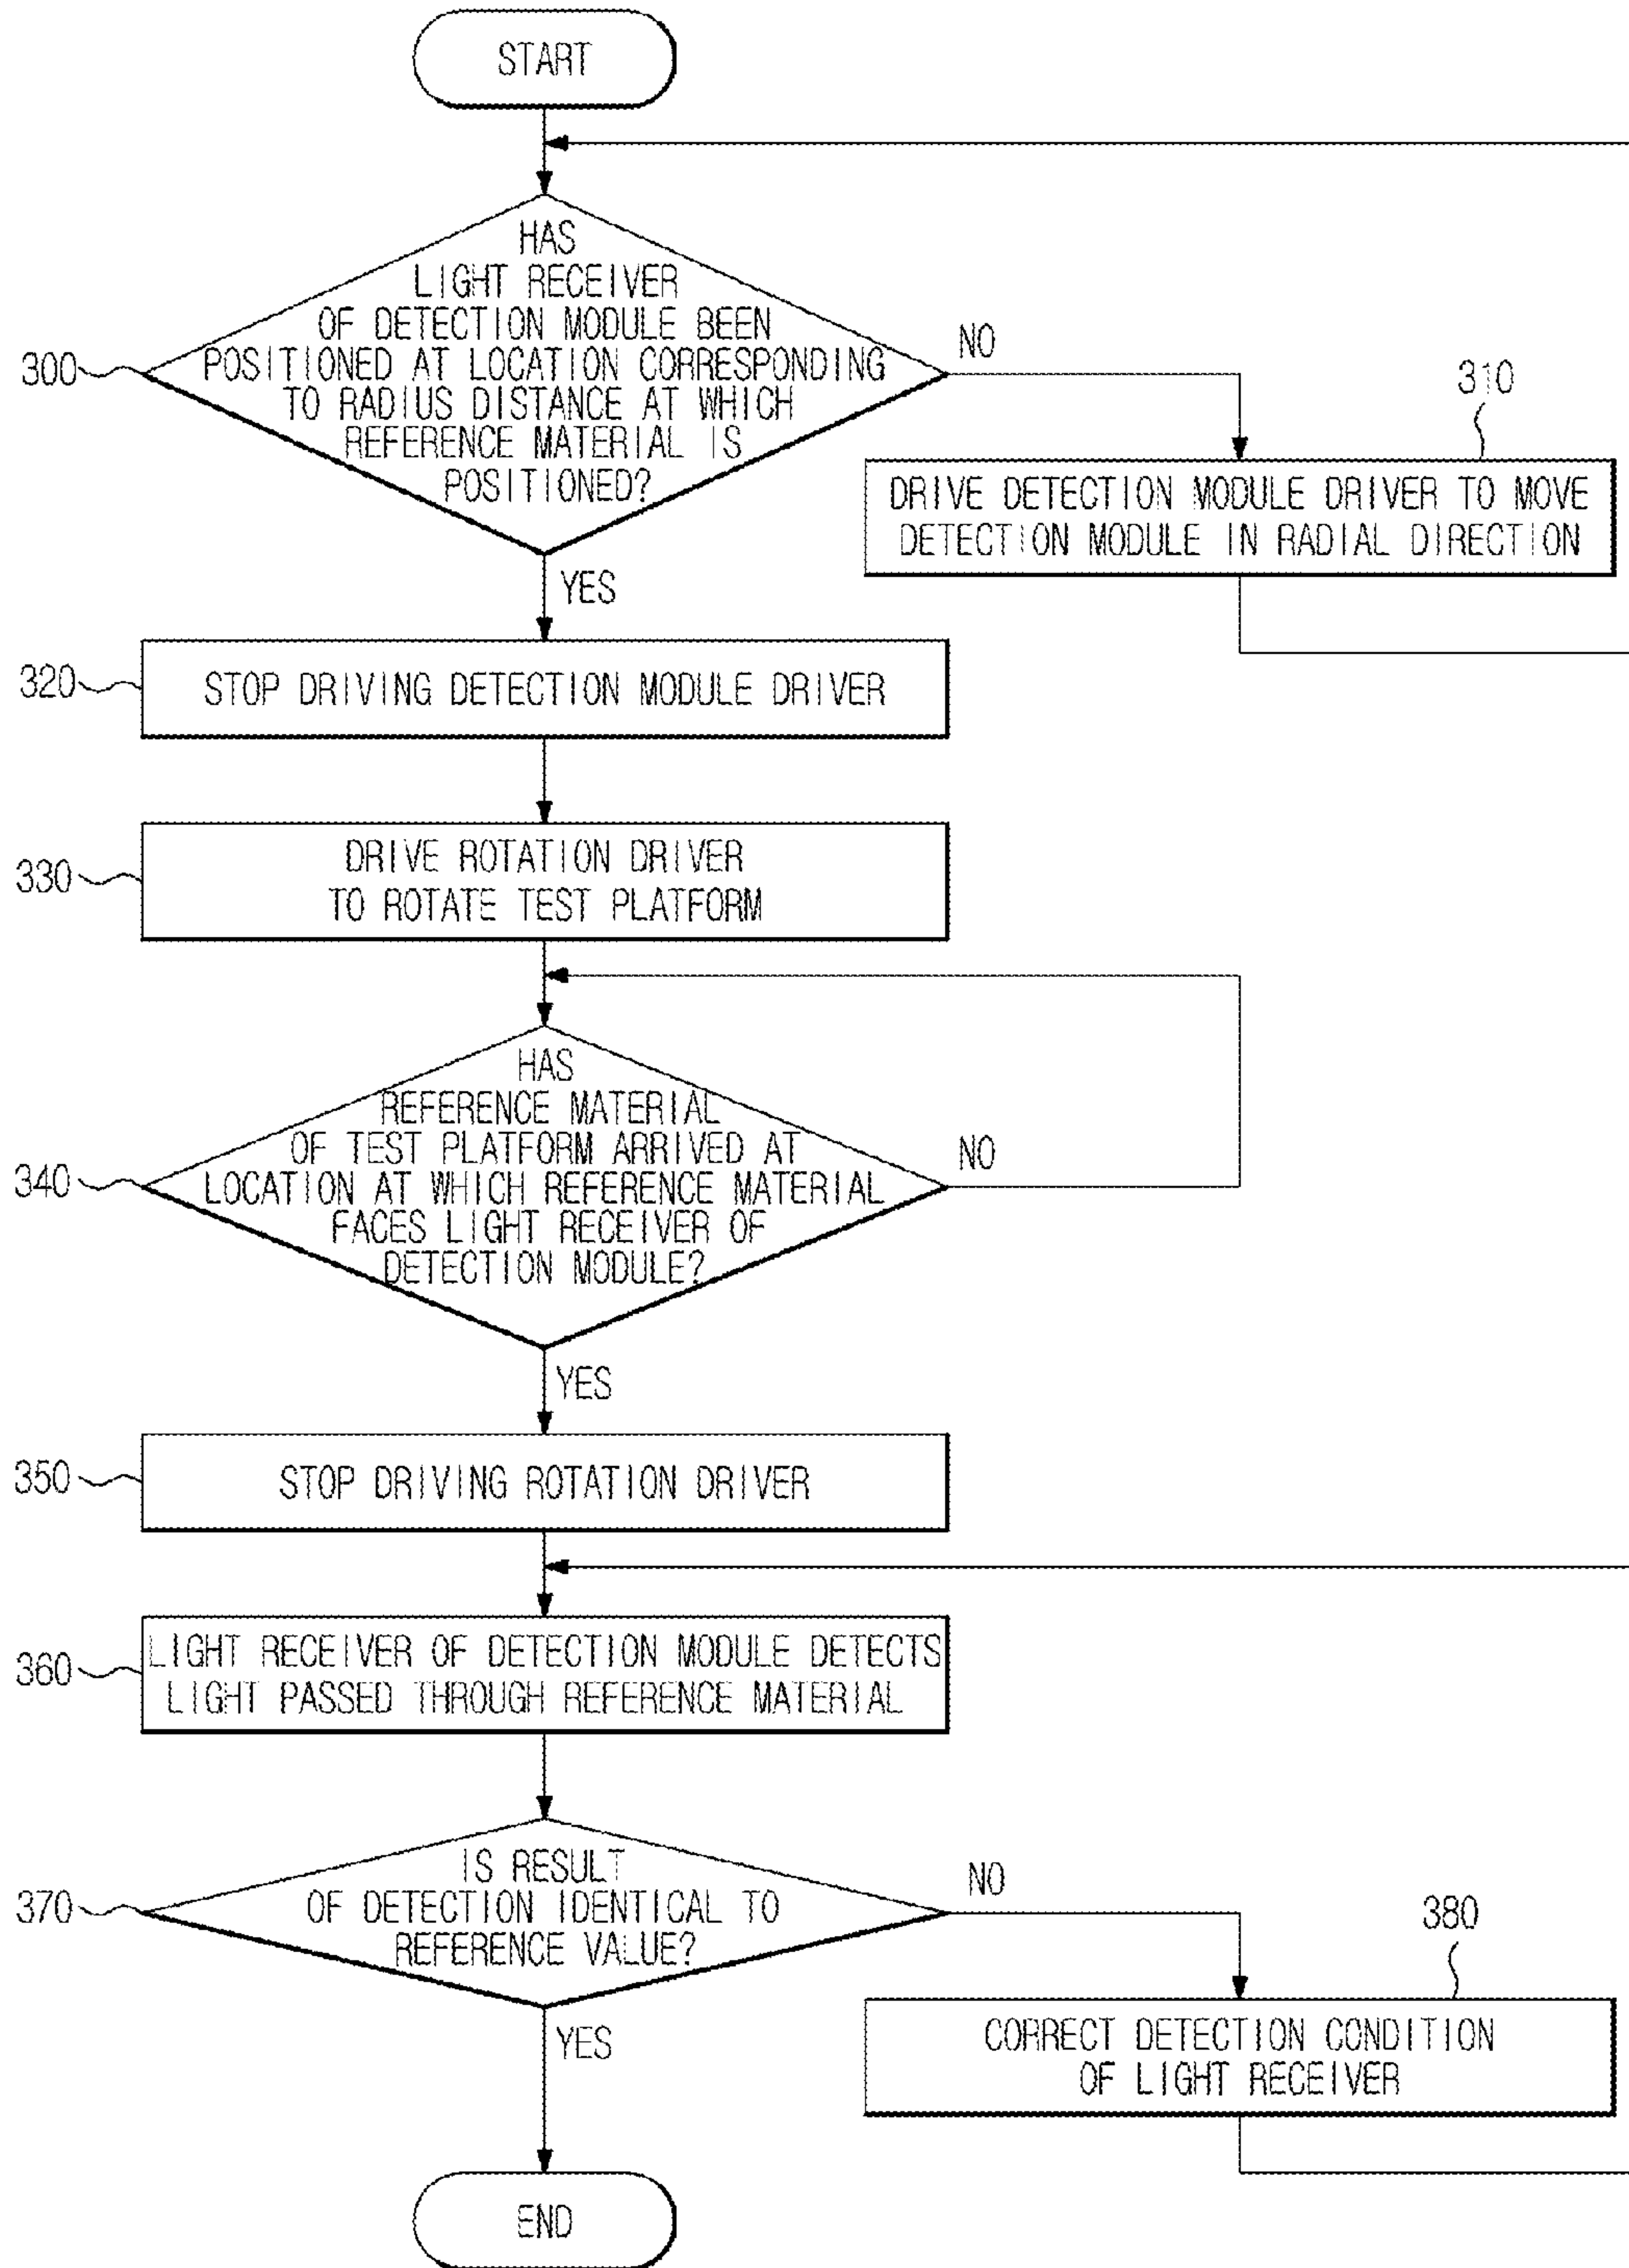 START
HAS
LIGHT RECEIVER
OF DETECTION MODULE BEEN
POSITIONED AT LOCATION CORRESPONDING
TO RADIUS DISTANCE AT WHICH
REFERENCE MATERIAL IS
POSITIONED?
300
NO
310
DRIVE DETECTION MODULE DRIVER TO MOVE
DETECTION MODULE IN RADIAL DIRECTION
YES
320
STOP DRIVING DETECTION MODULE DRIVER
330
DRIVE ROTATION DRIVER
TO ROTATE TEST PLATFORM
HAS
REFERENCE MATERIAL
OF TEST PLATFORM ARRIVED AT
LOCATION AT WHICH REFERENCE MATERIAL
FACES LIGHT RECEIVER OF
DETECTION MODULE?
340
NO
YES
350
STOP DRIVING ROTATION DRIVER
360
LIGHT RECEIVER OF DETECTION MODULE DETECTS
LIGHT PASSED THROUGH REFERENCE MATERIAL
370
IS RESULT
OF DETECTION IDENTICAL TO
REFERENCE VALUE?
NO
380
CORRECT DETECTION CONDITION
OF LIGHT RECEIVER
YES
END